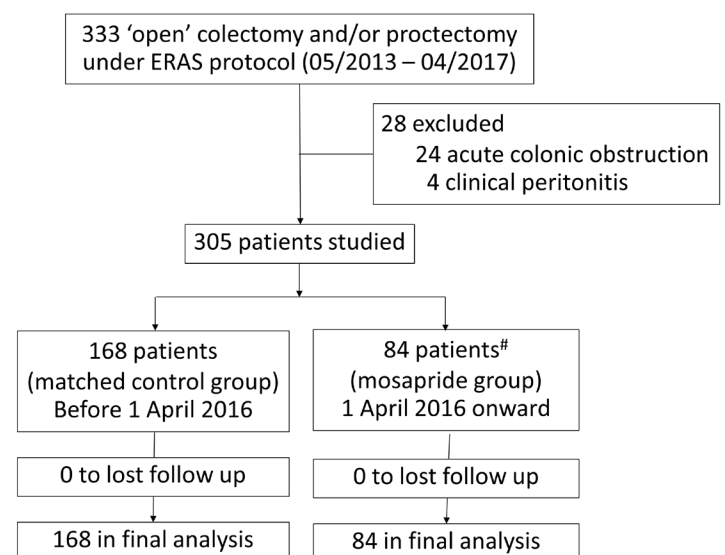 333 ‘open’ colectomy and/or proctectomy
under ERAS protocol (05/2013 – 04/2017)
28 excluded
24 acute colonic obstruction
4 clinical peritonitis
305 patients studied
168 patients
(matched control group)
Before 1 April 2016
84 patients#
(mosapride group)
1 April 2016 onward
0 to lost follow up
0 to lost follow up
168 in final analysis
84 in final analysis